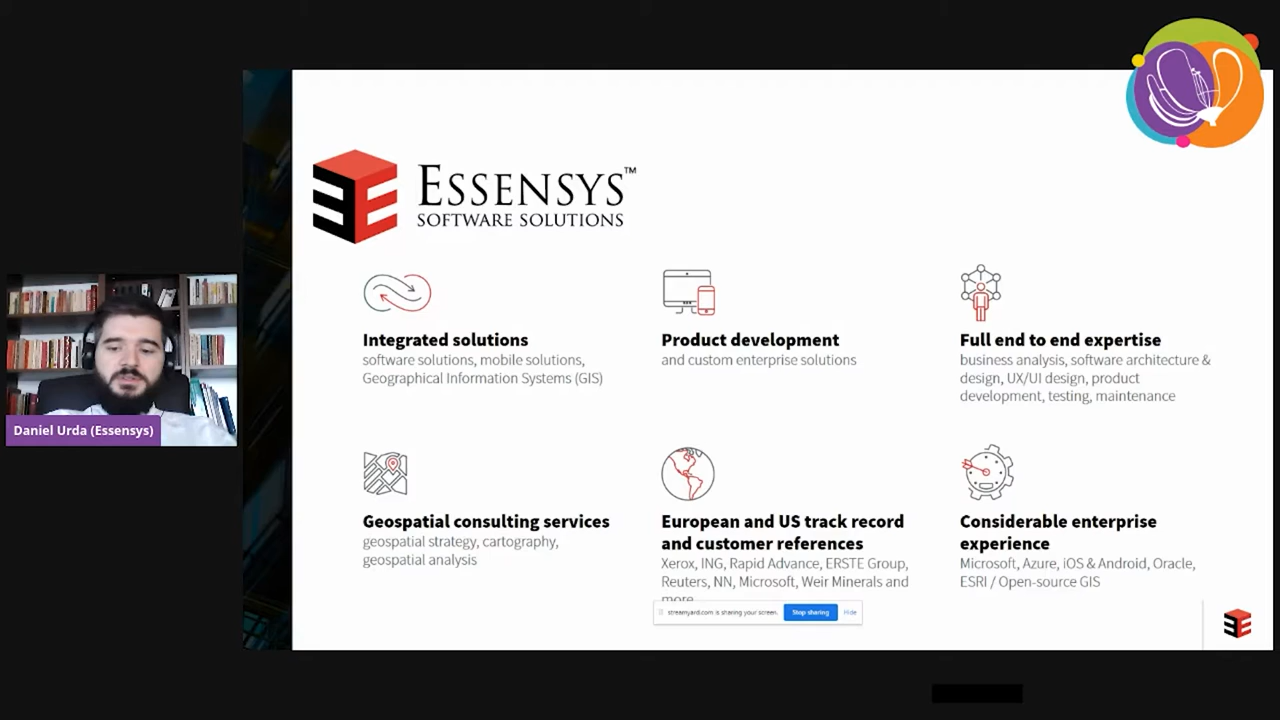 ESSENSYS™
SOFTWARE SOLUTIONS
Integrated solutions
software solutions, mobile solutions,
Geographical Information Systems (GIS)
Product development
and custom enterprise solutions
Full end to end expertise
business analysis, software architecture &
design, UX/UI design, product
development, testing, maintenance
Geospatial consulting services
geospatial strategy, cartography,
geospatial analysis
European and US track record
and customer references
Xerox, ING, Rapid Advance, ERSTE Group,
Reuters, NN, Microsoft, Weir Minerals and
more
Considerable enterprise
experience
Microsoft, Azure, iOS & Android, Oracle,
ESRI / Open-source GIS
streamyard.com is sharing your screen.
Stop sharing
Hide
Daniel Urda (Essensys)